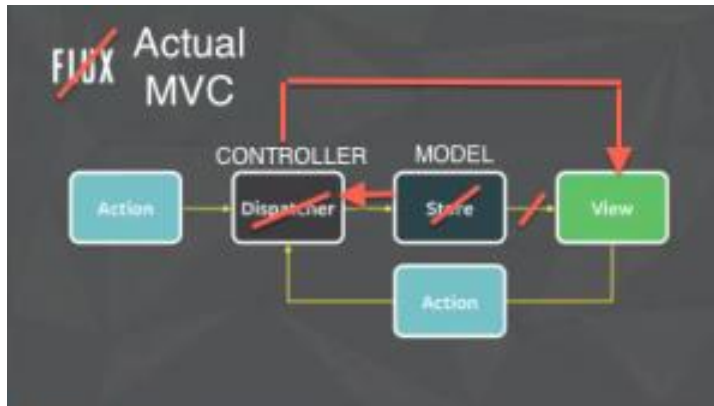 FLUX Actual
MVC
CONTROLLER MODEL
Action Dispatcher Store View
Action